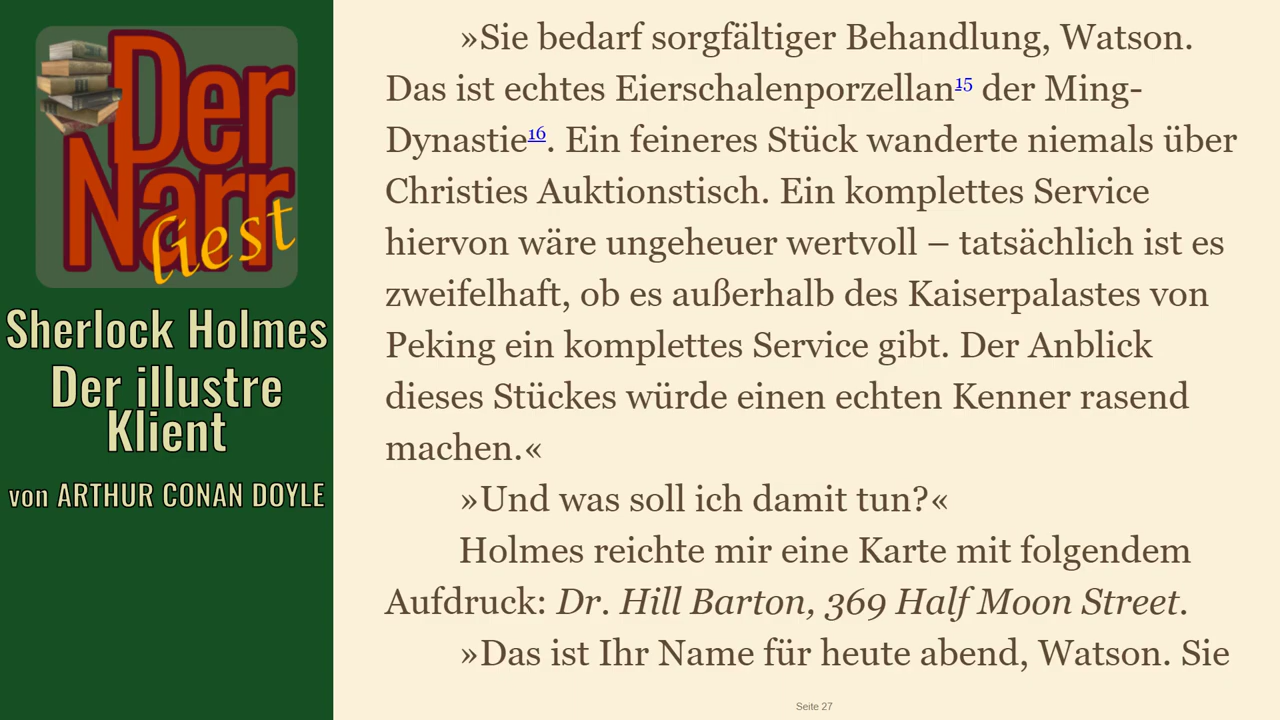 Der
Narr
liest
Sherlock Holmes
Der illustre
Klient
von ARTHUR CONAN DOYLE
»Sie bedarf sorgfältiger Behandlung, Watson.
Das ist echtes Eierschalenporzellan15 der Ming-
Dynastie16. Ein feineres Stück wanderte niemals über
Christies Auktionstisch. Ein komplettes Service
hiervon wäre ungeheuer wertvoll – tatsächlich ist es
zweifelhaft, ob es außerhalb des Kaiserpalastes von
Peking ein komplettes Service gibt. Der Anblick
dieses Stückes würde einen echten Kenner rasend
machen.«
»Und was soll ich damit tun?«
Holmes reichte mir eine Karte mit folgendem
Aufdruck: Dr. Hill Barton, 369 Half Moon Street.
»Das ist Ihr Name für heute abend, Watson. Sie
Seite 27